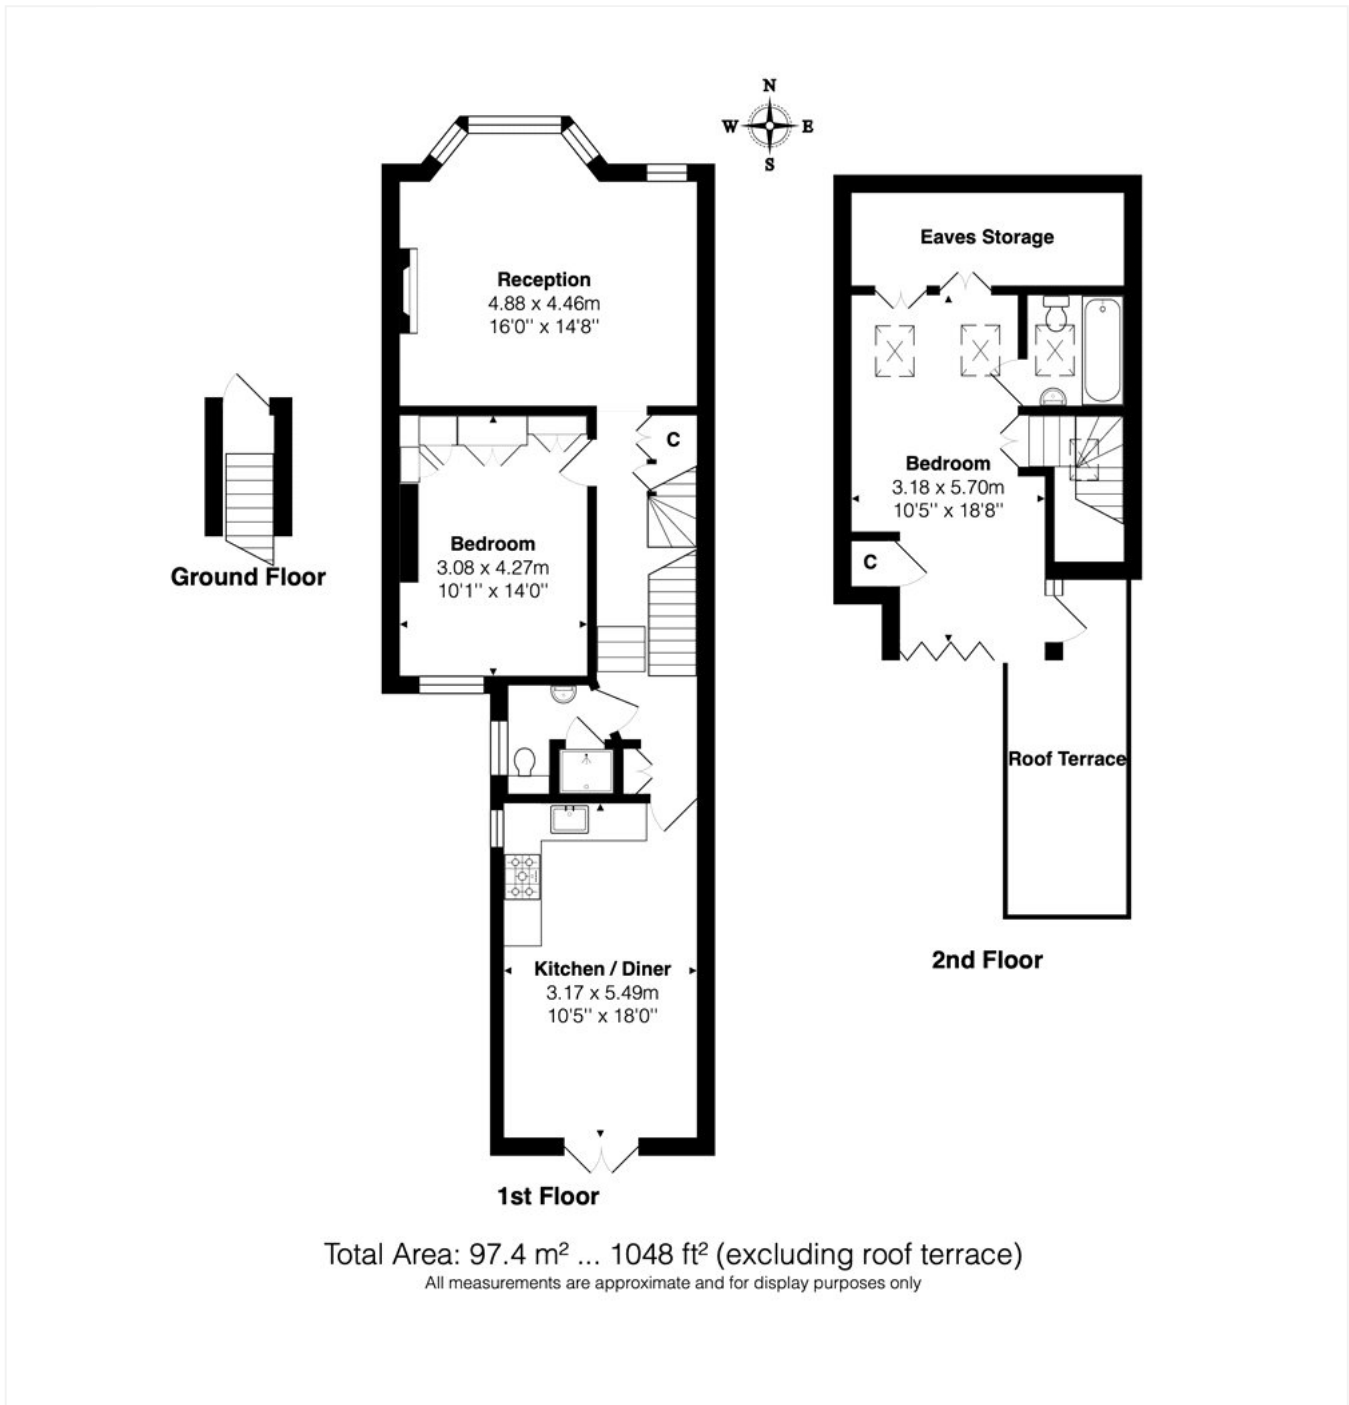 N
W E
S
Reception
4.88 x 4.46m
16'0'' x 14'8''
C
Bedroom
3.08 x 4.27m
10'1'' x 14'0''
Kitchen / Diner
3.17 x 5.49m
10'5'' x 18'0''
1st Floor
Ground Floor
Eaves Storage
Bedroom
3.18 x 5.70m
10'5'' x 18'8''
C
Roof Terrace
2nd Floor
Total Area: 97.4 m² ... 1048 ft² (excluding roof terrace)
All measurements are approximate and for display purposes only